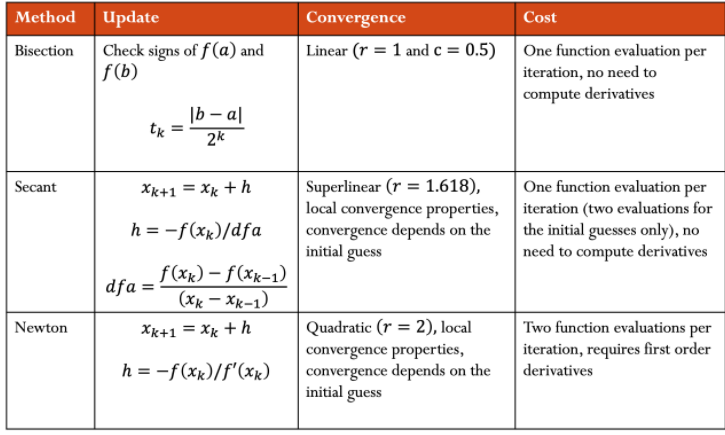 Method Update Convergence Cost
Bisection
Check signs of f(a) and
f(b)
t_k = |b − a| / 2^k
Linear (r = 1 and c = 0.5)
One function evaluation per
iteration, no need to
compute derivatives
Secant
x_{k+1} = x_k + h
h = −f(x_k)/dfa
dfa = f(x_k) − f(x_{k−1}) / (x_k − x_{k−1})
Superlinear (r = 1.618),
local convergence properties,
convergence depends on the
initial guess
One function evaluation per
iteration (two evaluations for
the initial guesses only), no
need to compute derivatives
Newton
x_{k+1} = x_k + h
h = −f(x_k)/f′(x_k)
Quadratic (r = 2), local
convergence properties,
convergence depends on the
initial guess
Two function evaluations per
iteration, requires first order
derivatives